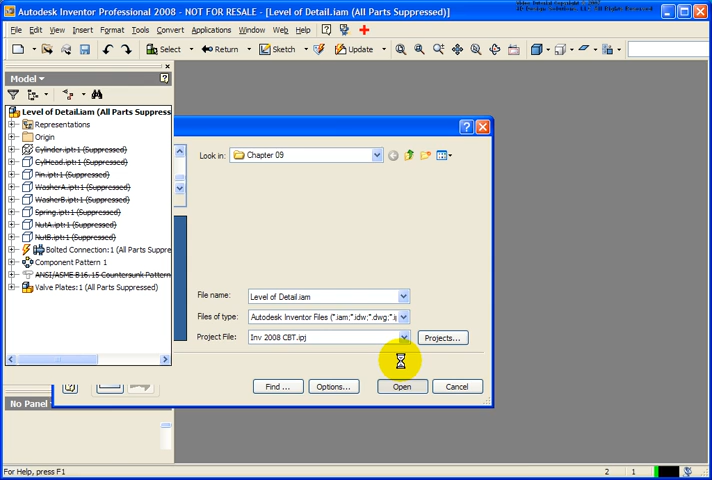 Autodesk Inventor Professional 2008 - NOT FOR RESALE - [Level of Detail.iam (All Parts Suppressed)]
File Edit View Insert Format Tools Convert Applications Window Web Help
Select Return Sketch Update
Model
Level of Detail.iam (All Parts Suppress
Representations
Origin
Cylinder.ipt:1 (Suppressed)
CylHead.ipt:1 (Suppressed)
Pin.ipt:1 (Suppressed)
WasherA.ipt:1 (Suppressed)
WasherB.ipt:1 (Suppressed)
Spring.ipt:1 (Suppressed)
NutA.ipt:1 (Suppressed)
NutB.ipt:1 (Suppressed)
Bolted Connection:1 (All Parts Suppre
Component Pattern 1
ANSI/ASME B16.15 Countersunk Pattern
Valve Plates:1 (All Parts Suppressed)
Look in: Chapter 09
File name: Level of Detail.iam
Files of type: Autodesk Inventor Files (*.iam;*.idw;*.dwg;*.i
Project File: Inv 2008 CBT.ipj Projects...
Find ... Options... Open Cancel
No Panel
For Help, press F1 2 1